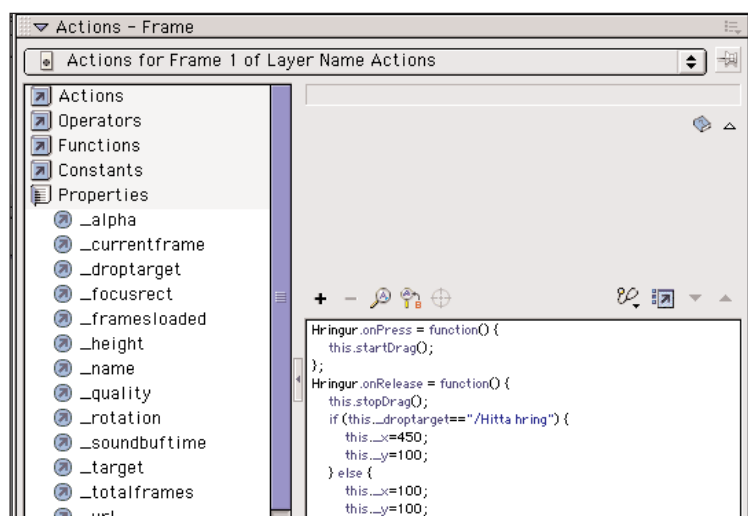 Actions - Frame
Actions for Frame 1 of Layer Name Actions
Actions
Operators
Functions
Constants
Properties
_alpha
_currentframe
_droptarget
_focusrect
_framesloaded
_height
_name
_quality
_rotation
_soundbuftime
_target
_totalframes
Hringur.onPress = function() {
this.startDrag();
};
Hringur.onRelease = function() {
this.stopDrag();
if (this._droptarget=="/Hitta hring") {
this._x=450;
this._y=100;
} else {
this._x=100;
this._y=100;